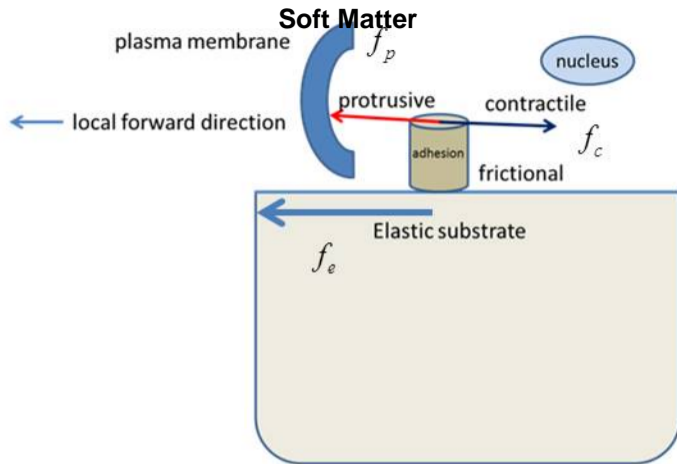 Soft Matter
plasma membrane
f_p
nucleus
protrusive
contractile
local forward direction
f_c
adhesion
frictional
Elastic substrate
f_e